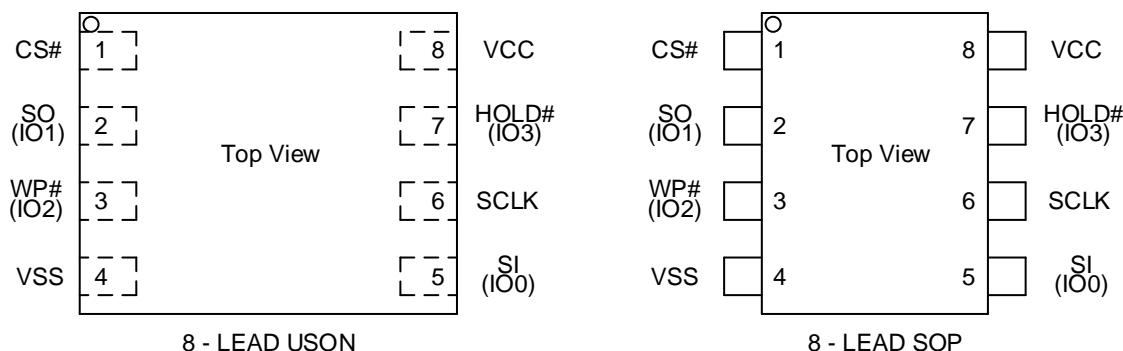 CS# 1 8 VCC
SO (IO1) 2 7 HOLD# (IO3)
Top View
WP# (IO2) 3 6 SCLK
VSS 4 5 SI (IO0)
8 - LEAD USON
CS# 1 8 VCC
SO (IO1) 2 7 HOLD# (IO3)
Top View
WP# (IO2) 3 6 SCLK
VSS 4 5 SI (IO0)
8 - LEAD SOP